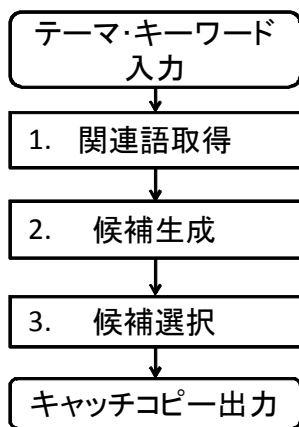 テーマ・キーワード
入力
1. 関連語取得
2. 候補生成
3. 候補選択
キャッチコピー出力